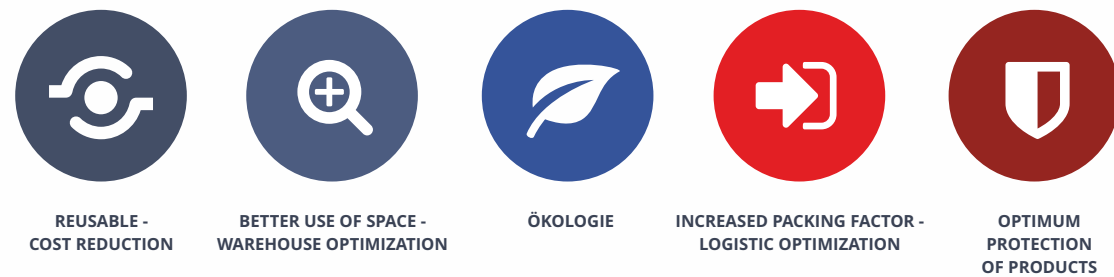 REUSABLE -
COST REDUCTION
BETTER USE OF SPACE -
WAREHOUSE OPTIMIZATION
ÖKOLOGIE
INCREASED PACKING FACTOR -
LOGISTIC OPTIMIZATION
OPTIMUM
PROTECTION
OF PRODUCTS